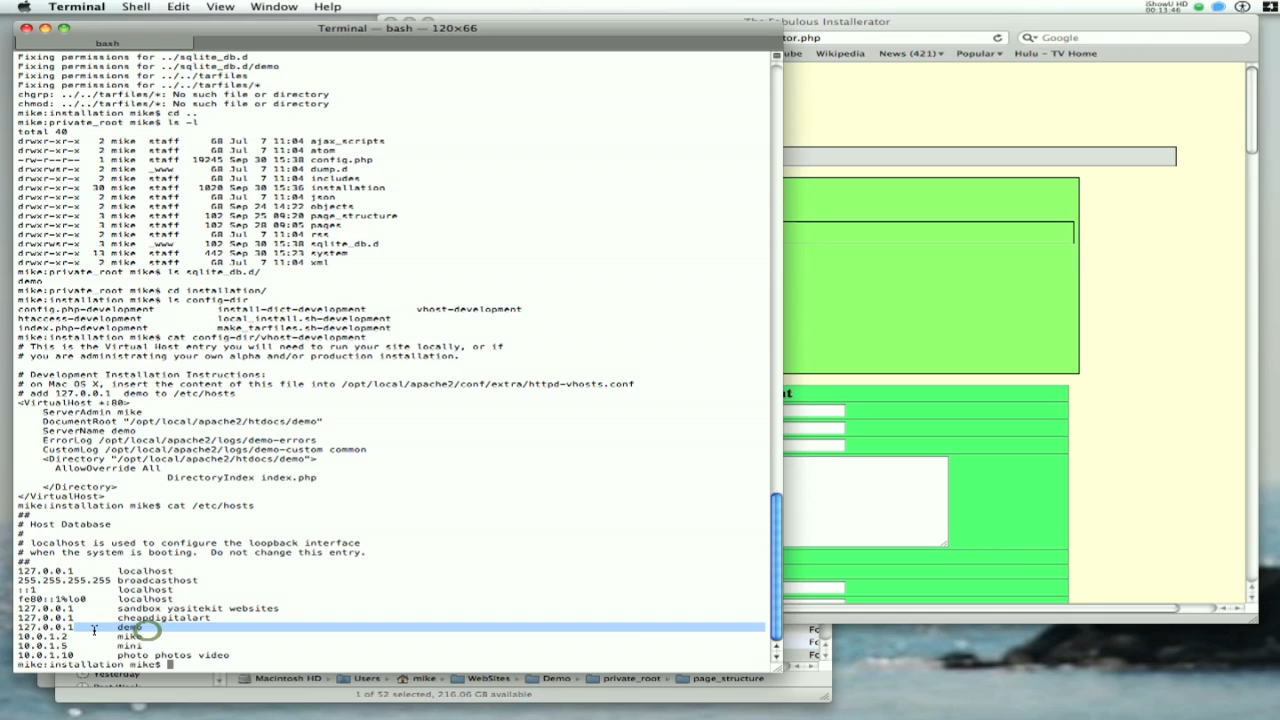 Terminal Shell Edit View Window Help
iShowU HD
00:13:46
The Fabulous Installerator
Terminal — bash — 120×66
bash
tor.php
Google
ube Wikipedia News (421) Popular Hulu – TV Home
Fixing permissions for ../sqlite_db.d
Fixing permissions for ../sqlite_db.d/demo
Fixing permissions for ../../tarfiles
Fixing permissions for ../../tarfiles/*
chgrp: ../../tarfiles/*: No such file or directory
chmod: ../../tarfiles/*: No such file or directory
mike:installation mike$ cd ..
mike:private_root mike$ ls -l
total 40
drwxr-xr-x 2 mike staff 68 Jul 7 11:04 ajax_scripts
drwxr-xr-x 2 mike staff 68 Jul 7 11:04 atom
-rw-r--r-- 1 mike staff 19245 Sep 30 15:38 config.php
drwxrwsr-x 2 mike _www 68 Jul 7 11:04 dump.d
drwxr-xr-x 2 mike staff 68 Jul 7 11:04 includes
drwxr-xr-x 30 mike staff 1020 Sep 30 15:36 installation
drwxr-xr-x 2 mike staff 68 Jul 7 11:04 json
drwxr-xr-x 2 mike staff 68 Sep 24 14:22 objects
drwxr-xr-x 3 mike staff 102 Sep 25 09:20 page_structure
drwxr-xr-x 3 mike staff 102 Sep 28 09:05 pages
drwxr-xr-x 2 mike staff 68 Jul 7 11:04 rss
drwxrwsr-x 3 mike _www 102 Sep 30 15:38 sqlite_db.d
drwxr-xr-x 13 mike staff 442 Sep 30 15:23 system
drwxr-xr-x 2 mike staff 68 Jul 7 11:04 xml
mike:private_root mike$ ls sqlite_db.d/
demo
mike:private_root mike$ cd installation/
mike:installation mike$ ls config-dir
config.php-development install-dict-development vhost-development
htaccess-development local_install.sh-development
index.php-development make_tarfiles.sh-development
mike:installation mike$ cat config-dir/vhost-development
# This is the Virtual Host entry you will need to run your site locally, or if
# you are administrating your own alpha and/or production installation.
# Development Installation Instructions:
# on Mac OS X, insert the content of this file into /opt/local/apache2/conf/extra/httpd-vhosts.conf
# add 127.0.0.1 demo to /etc/hosts
<VirtualHost *:80>
ServerAdmin mike
DocumentRoot "/opt/local/apache2/htdocs/demo"
ServerName demo
ErrorLog /opt/local/apache2/logs/demo-errors
CustomLog /opt/local/apache2/logs/demo-custom common
<Directory "/opt/local/apache2/htdocs/demo">
AllowOverride All
DirectoryIndex index.php
</Directory>
</VirtualHost>
mike:installation mike$ cat /etc/hosts
##
# Host Database
#
# localhost is used to configure the loopback interface
# when the system is booting. Do not change this entry.
##
127.0.0.1 localhost
255.255.255.255 broadcasthost
::1 localhost
fe80::1%lo0 localhost
127.0.0.1 sandbox yasitekit websites
127.0.0.1 cheapdigitalart
127.0.0.1 demo
10.0.1.2 mike
10.0.1.5 mini
10.0.1.10 photo photos video
mike:installation mike$
Yesterday
Macintosh HD Users mike WebSites Demo private_root page_structure
1 of 52 selected, 216.06 GB available